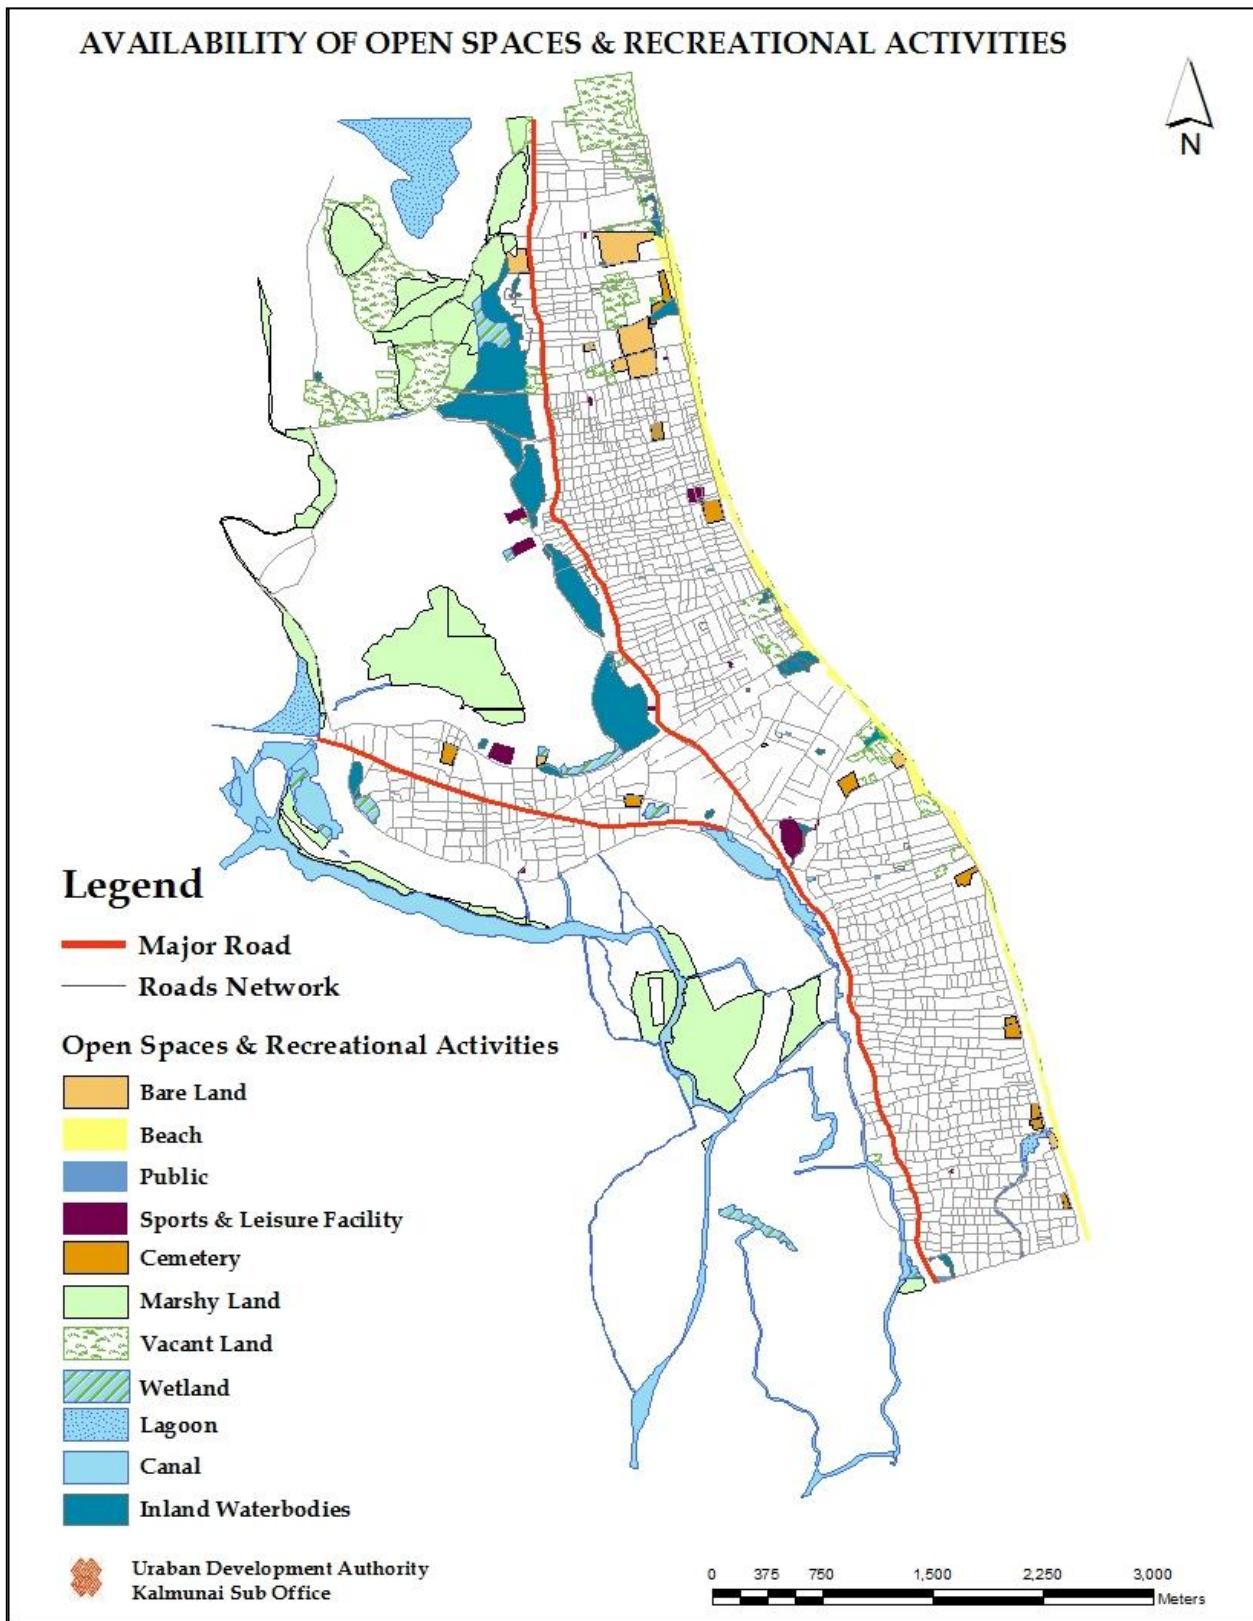 AVAILABILITY OF OPEN SPACES & RECREATIONAL ACTIVITIES
N
Legend
Major Road
Roads Network
Open Spaces & Recreational Activities
Bare Land
Beach
Public
Sports & Leisure Facility
Cemetery
Marshy Land
Vacant Land
Wetland
Lagoon
Canal
Inland Waterbodies
Uraban Development Authority
Kalmunai Sub Office
0 375 750 1,500 2,250 3,000
Meters